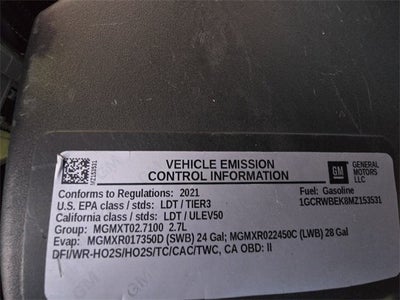 MZ153531
VEHICLE EMISSION
CONTROL INFORMATION
GM
GENERAL
MOTORS
LLC
Conforms to Regulations: 2021
Fuel: Gasoline
U.S. EPA class / stds: LDT / TIER3
1GCRWBEK8MZ153531
California class / stds: LDT / ULEV50
Group: MGMXT02.7100 2.7L
Evap: MGMXR017350D (SWB) 24 Gal; MGMXR022450C (LWB) 28 Gal
DFI/WR-HO2S/HO2S/TC/CAC/TWC, CA OBD: II